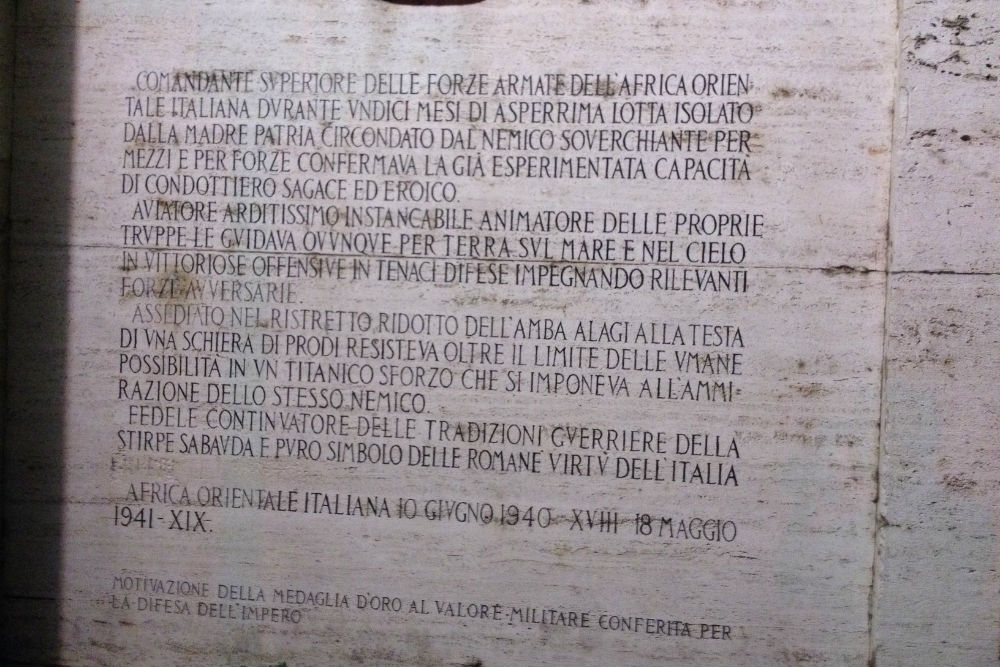 COMANDANTE SVPERIORE DELLE FORZE ARMATE DELL'AFRICA ORIEN-
TALE ITALIANA DVRANTE VNDICI MESI DI ASPERRIMA LOTTA ISOLATO
DALLA MADRE PATRIA CIRCONDATO DAL NEMICO SOVERCHIANTE PER
MEZZI E PER FORZE CONFERMAVA LA GIÀ ESPERIMENTATA CAPACITÀ
DI CONDOTTIERO SAGACE ED EROICO.
AVIATORE ARDITISSIMO INSTANCABILE ANIMATORE DELLE PROPRIE
TRVPPE LE GVIDAVA OVVNQVE PER TERRA SVL MARE E NEL CIELO
IN VITTORIOSE OFFENSIVE IN TENACI DIFESE IMPEGNANDO RILEVANTI
FORZE AVVERSARIE.
ASSEDIATO NEL RISTRETTO RIDOTTO DELL'AMBA ALAGI ALLA TESTA
DI VNA SCHIERA DI PRODI RESISTEVA OLTRE IL LIMITE DELLE VMANE
POSSIBILITÀ IN VN TITANICO SFORZO CHE SI IMPONEVA ALL'AMMI-
RAZIONE DELLO STESSO NEMICO.
FEDELE CONTINVATORE DELLE TRADIZIONI GVERRIERE DELLA
STIRPE SABAVDA E PVRO SIMBOLO DELLE ROMANE VIRTV DELL'ITALIA
AFRICA ORIENTALE ITALIANA 10 GIVGNO 1940-XVIII 18 MAGGIO
1941-XIX.
MOTIVAZIONE DELLA MEDAGLIA D'ORO AL VALORE MILITARE CONFERITA PER
LA DIFESA DELL'IMPERO